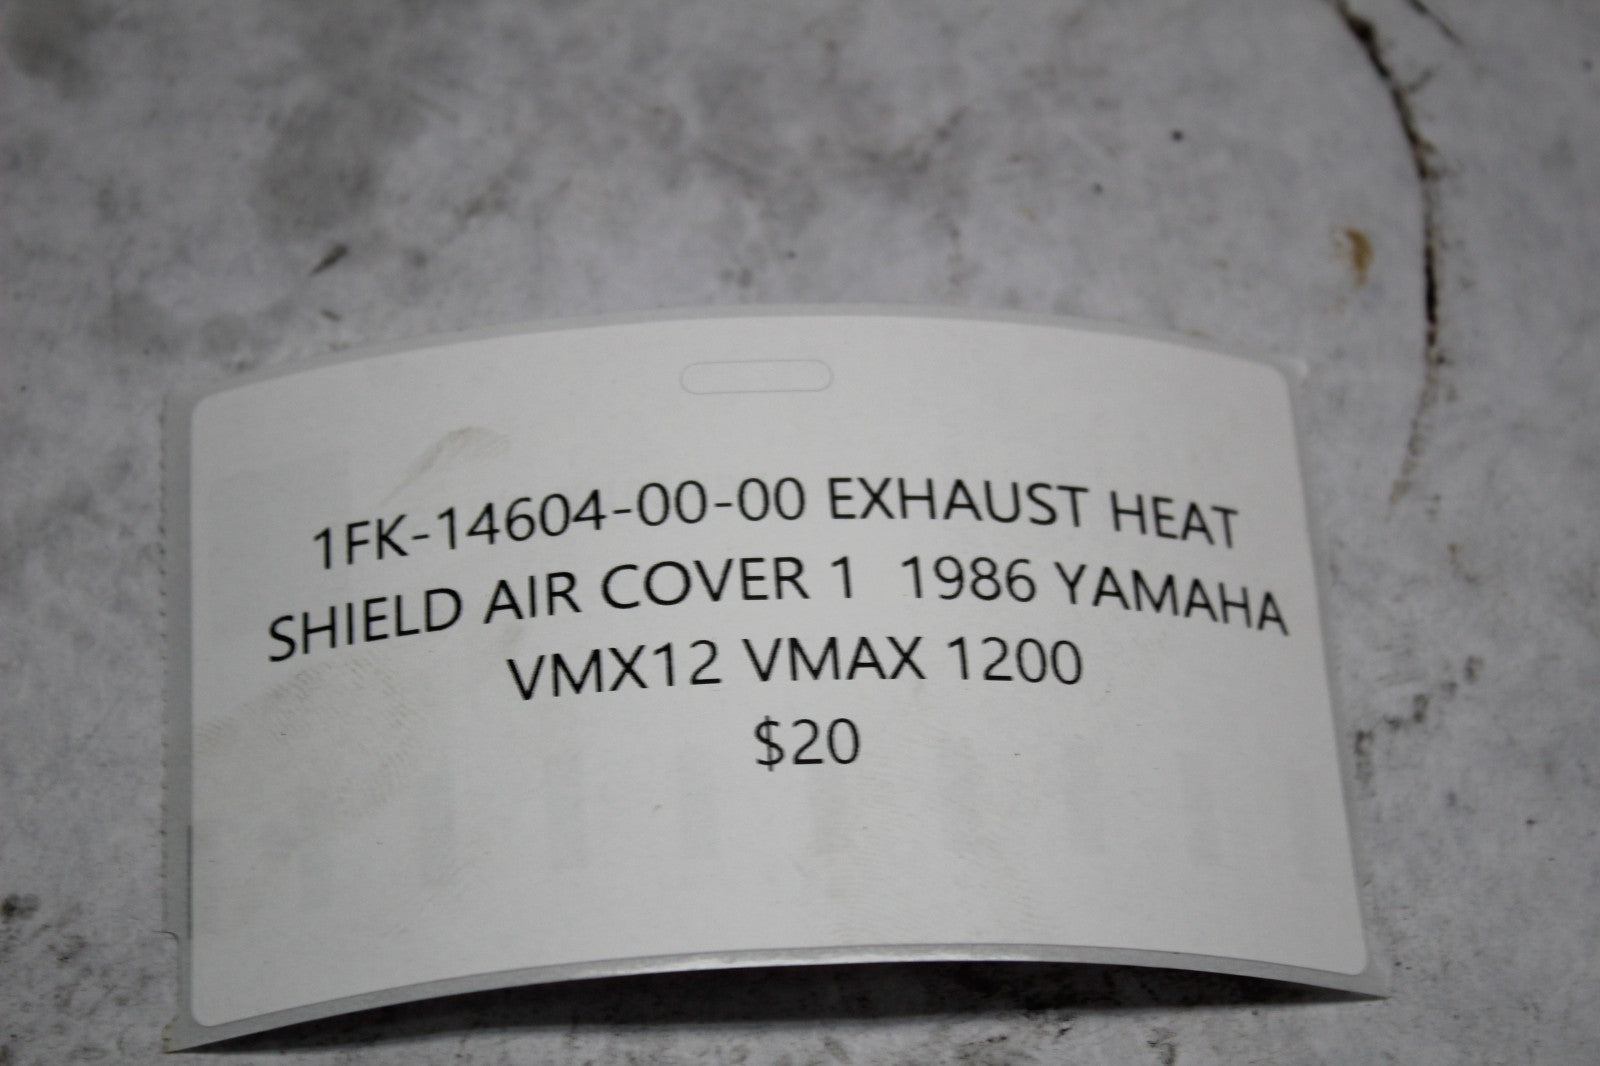 1FK-14604-00-00 EXHAUST HEAT
SHIELD AIR COVER 1  1986 YAMAHA
VMX12 VMAX 1200
$20